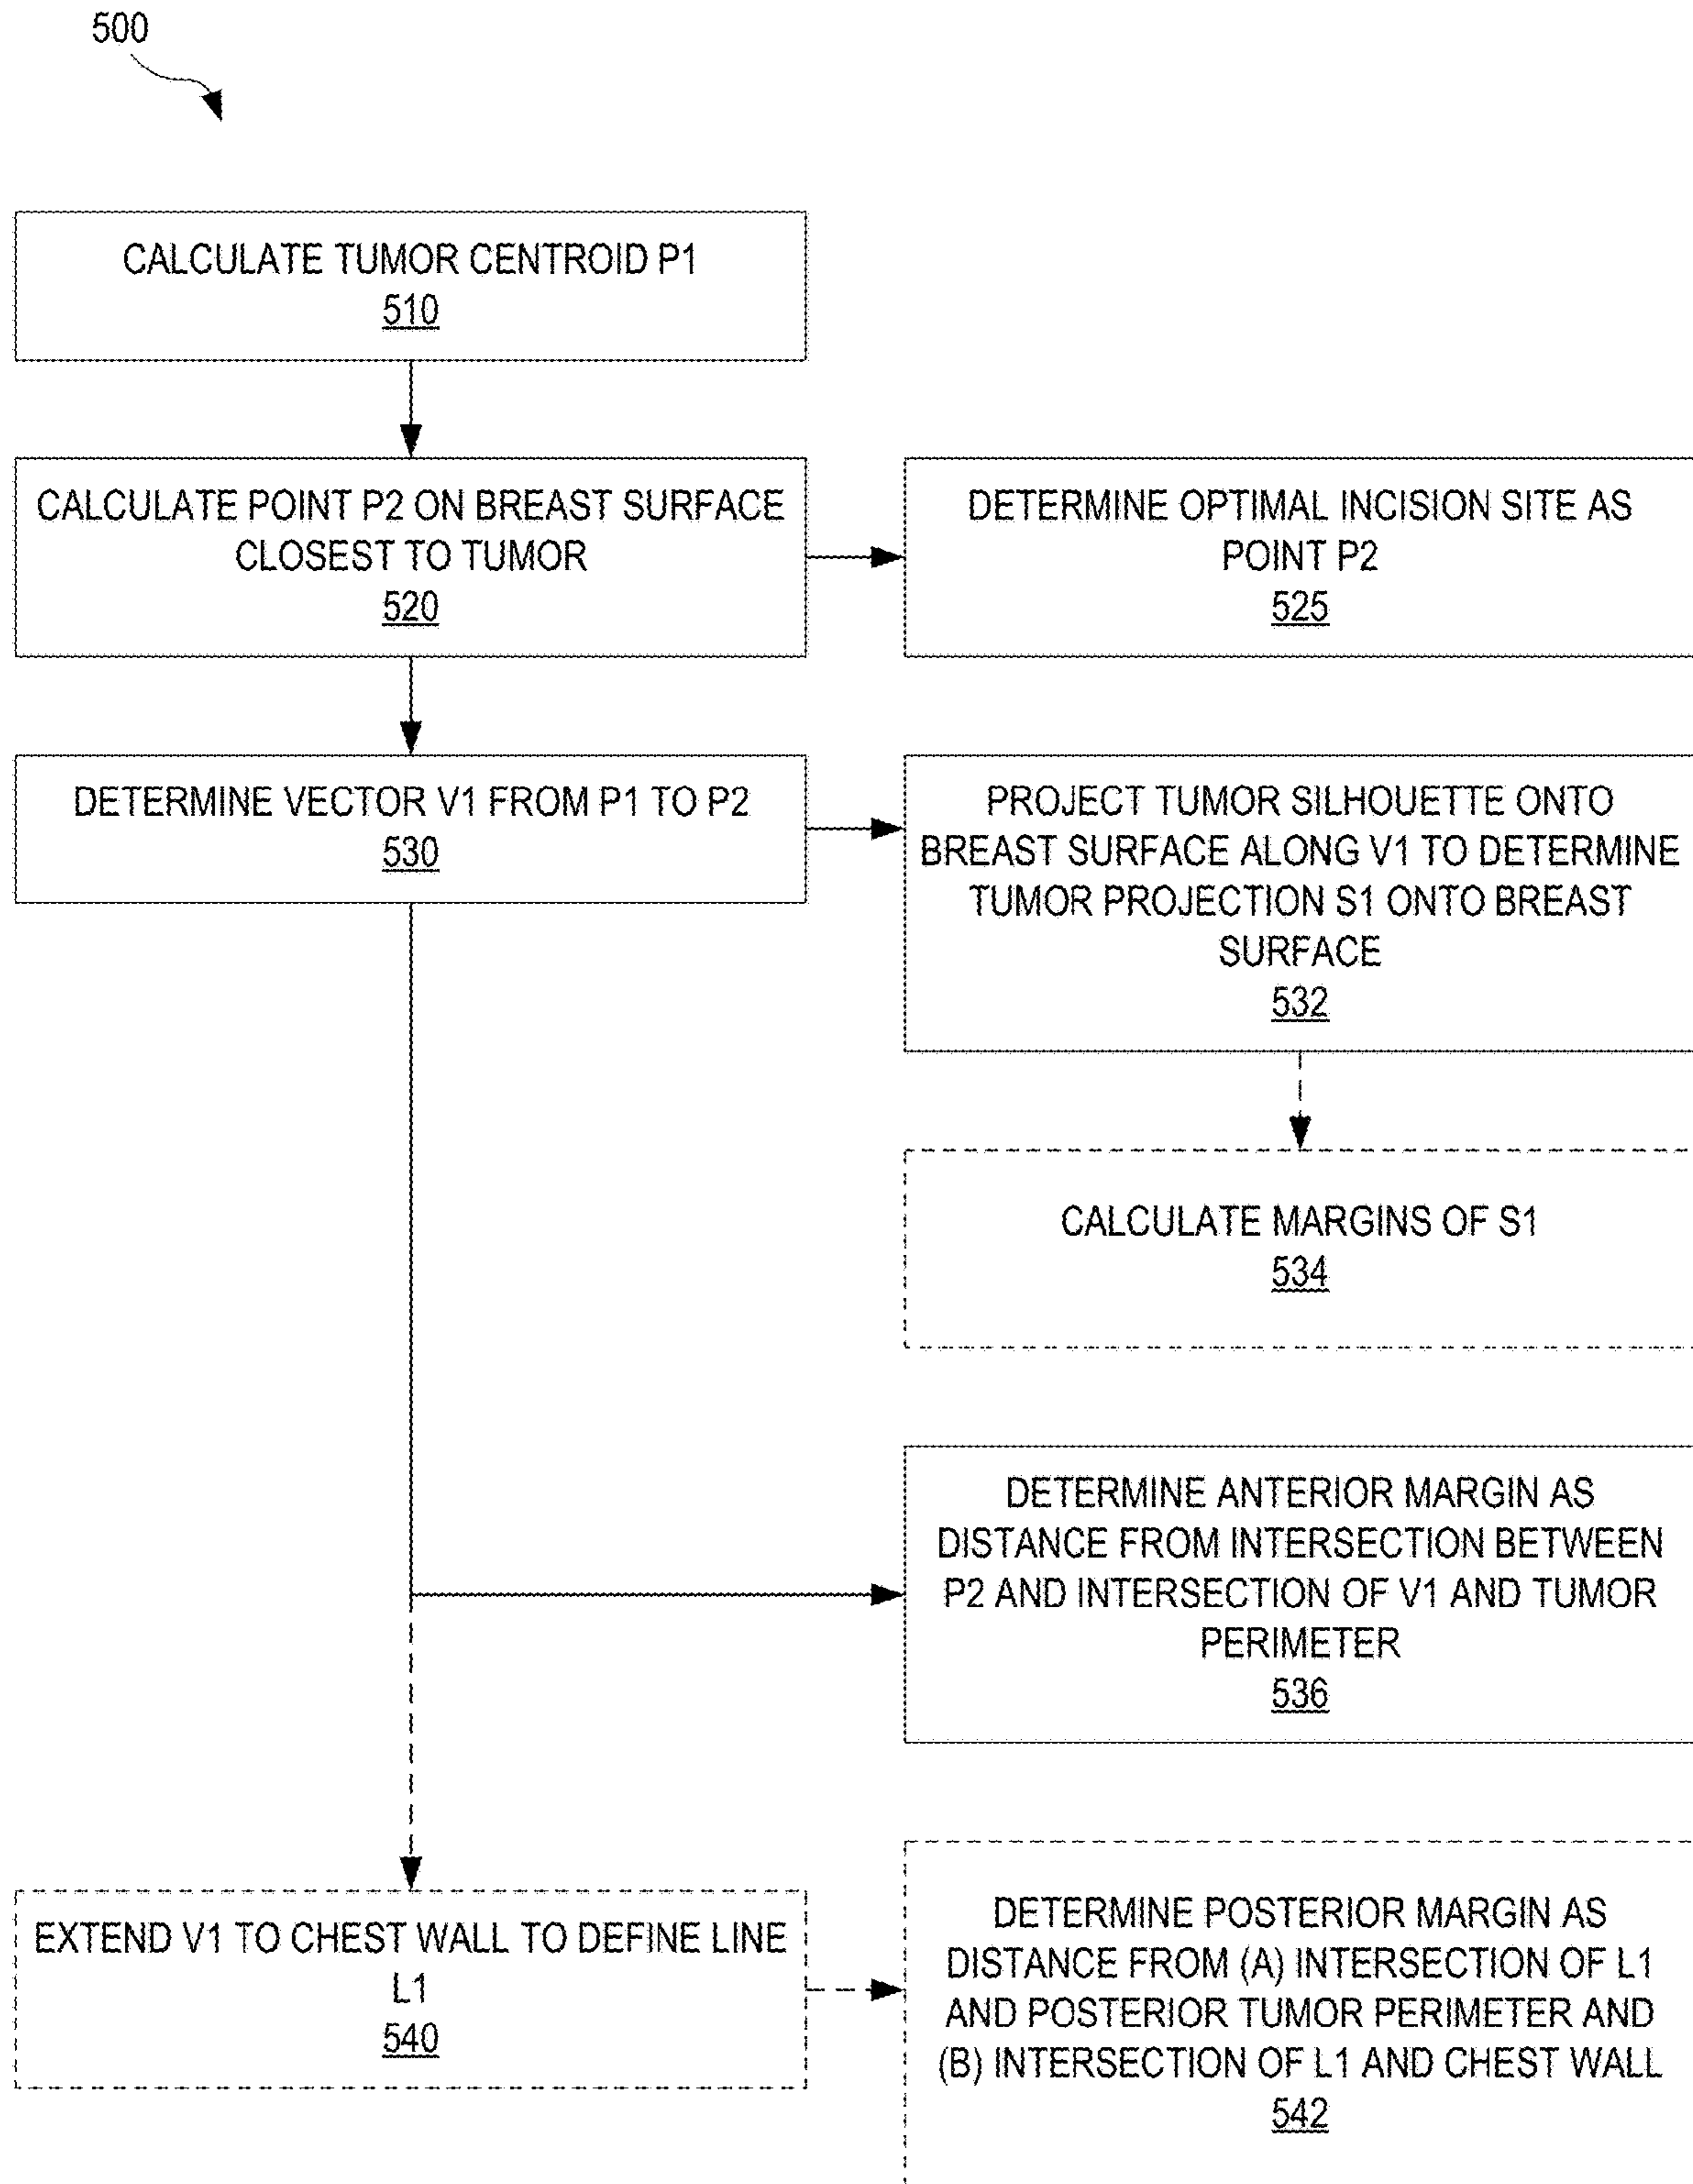 500
CALCULATE TUMOR CENTROID P1
510
CALCULATE POINT P2 ON BREAST SURFACE
CLOSEST TO TUMOR
520
DETERMINE OPTIMAL INCISION SITE AS
POINT P2
525
DETERMINE VECTOR V1 FROM P1 TO P2
530
PROJECT TUMOR SILHOUETTE ONTO
BREAST SURFACE ALONG V1 TO DETERMINE
TUMOR PROJECTION S1 ONTO BREAST
SURFACE
532
CALCULATE MARGINS OF S1
534
DETERMINE ANTERIOR MARGIN AS
DISTANCE FROM INTERSECTION BETWEEN
P2 AND INTERSECTION OF V1 AND TUMOR
PERIMETER
536
EXTEND V1 TO CHEST WALL TO DEFINE LINE
L1
540
DETERMINE POSTERIOR MARGIN AS
DISTANCE FROM (A) INTERSECTION OF L1
AND POSTERIOR TUMOR PERIMETER AND
(B) INTERSECTION OF L1 AND CHEST WALL
542